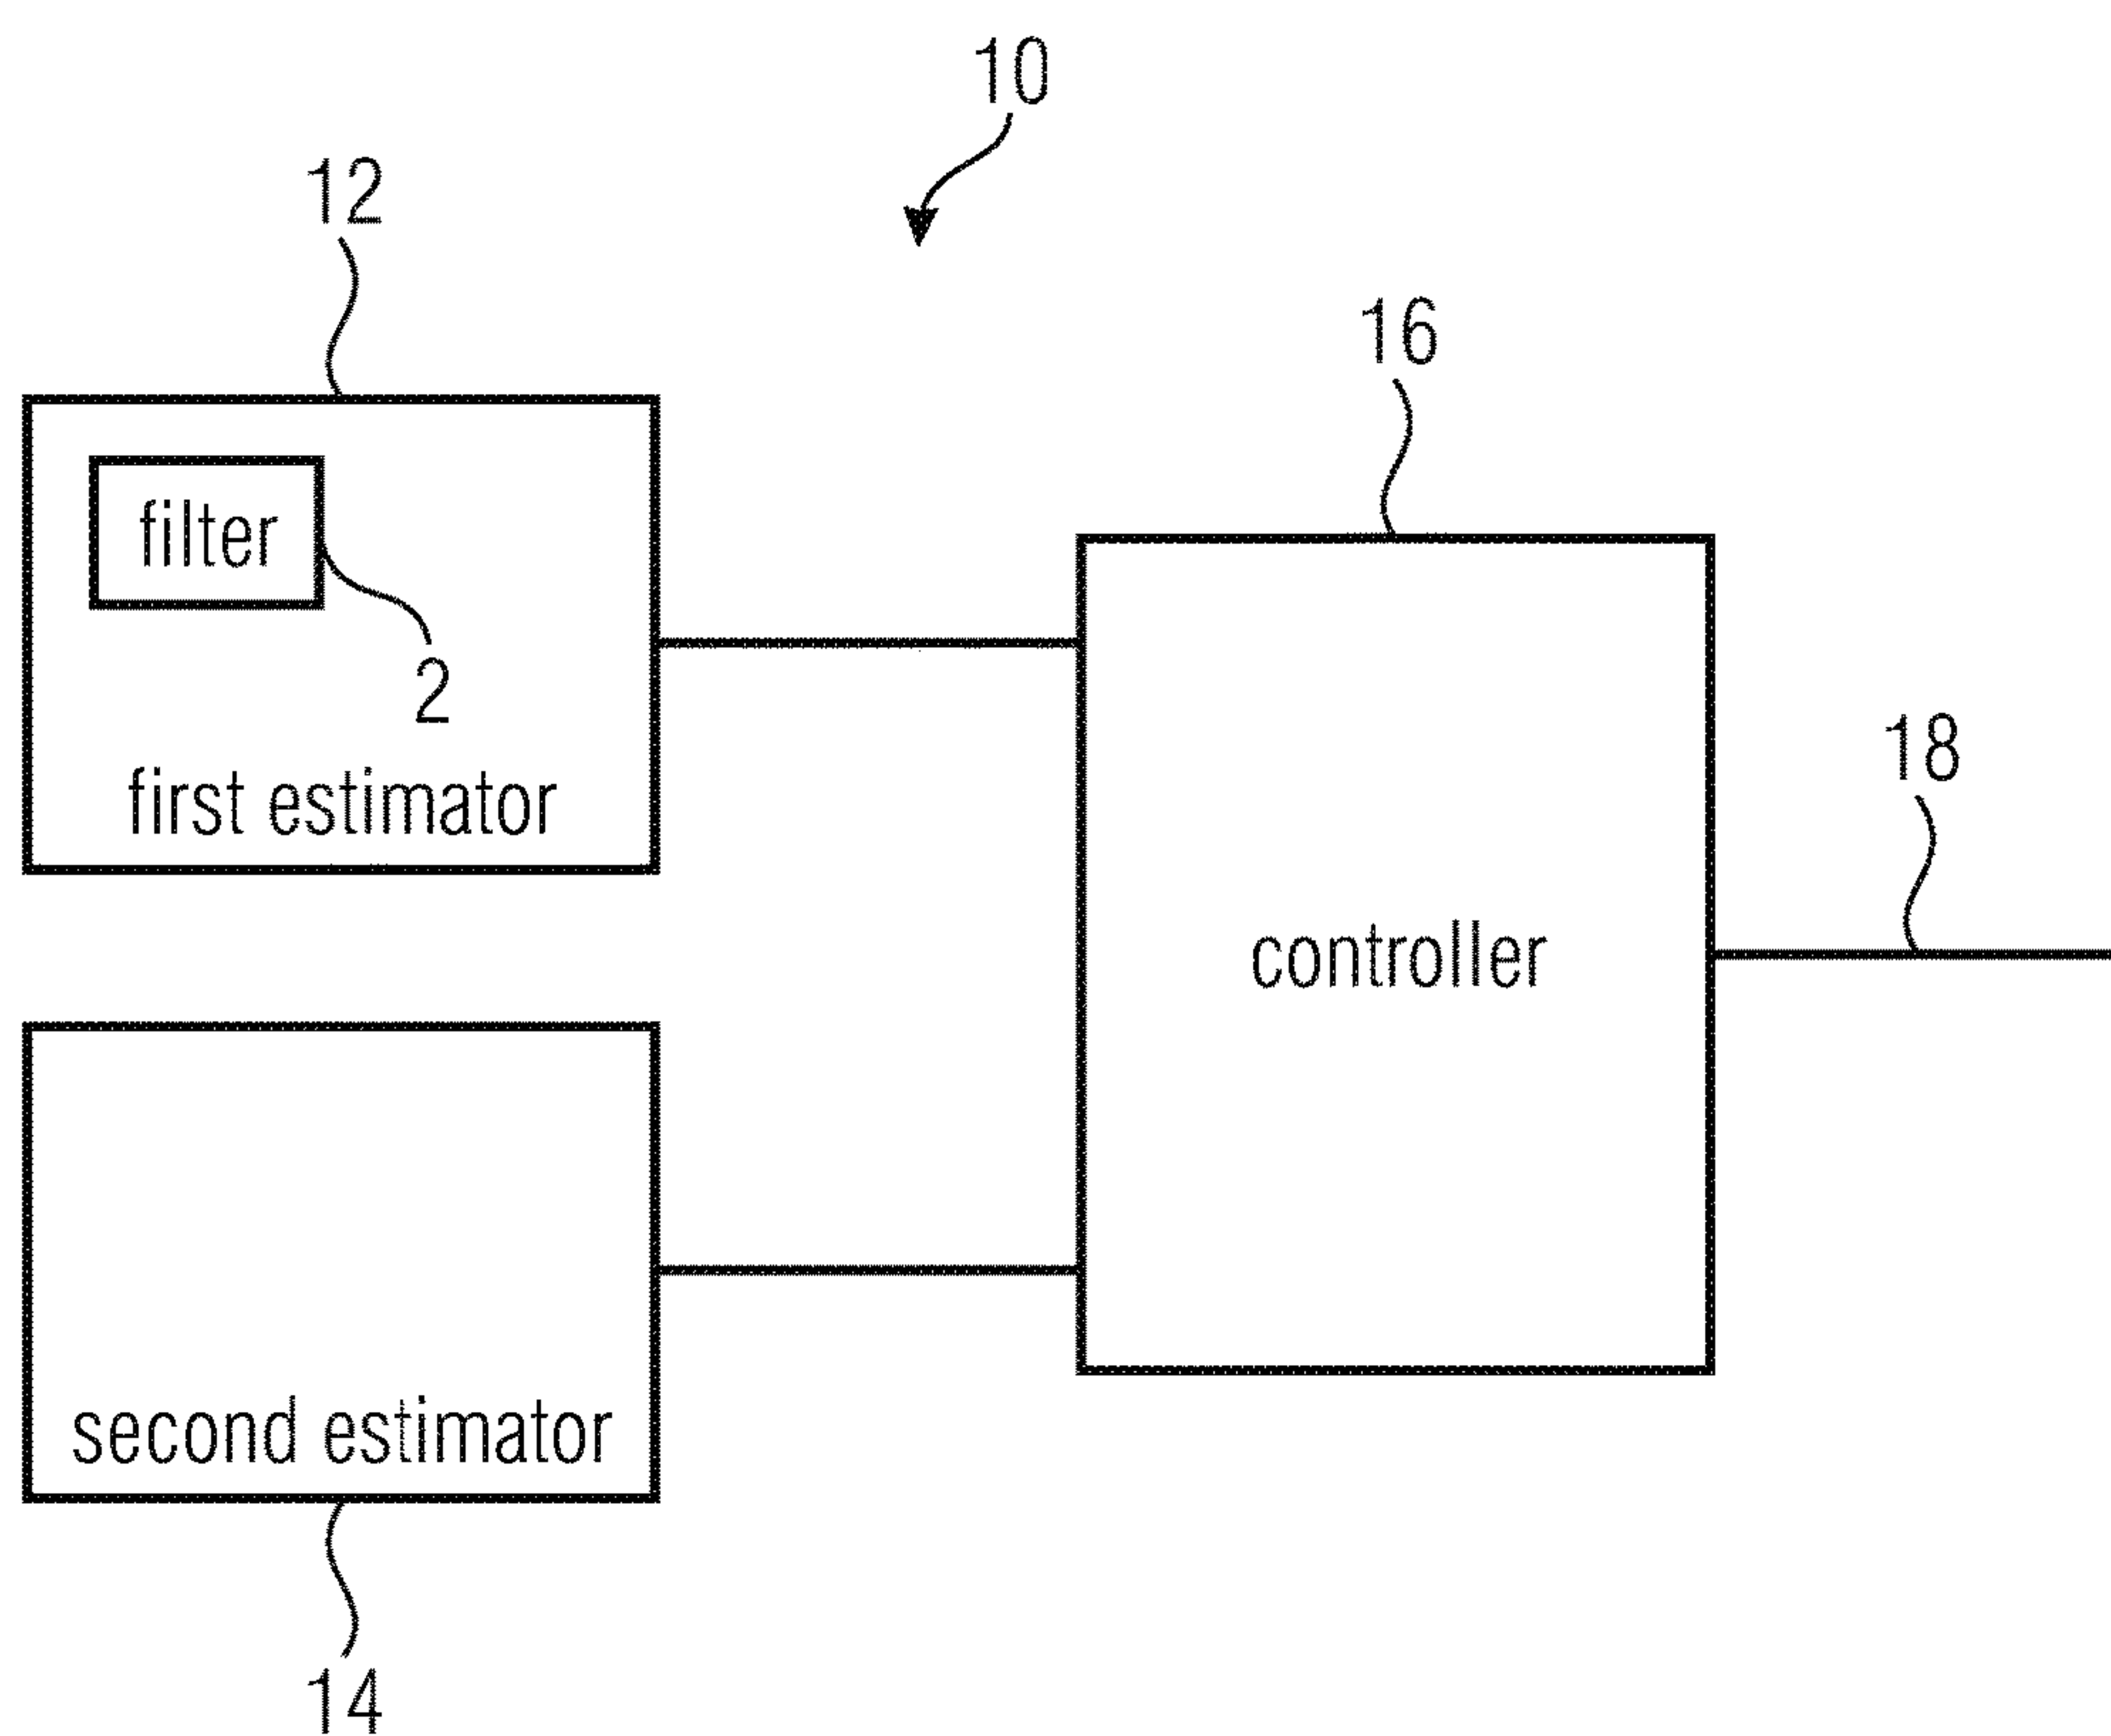 10
12
16
filter
2
18
first estimator
controller
second estimator
14